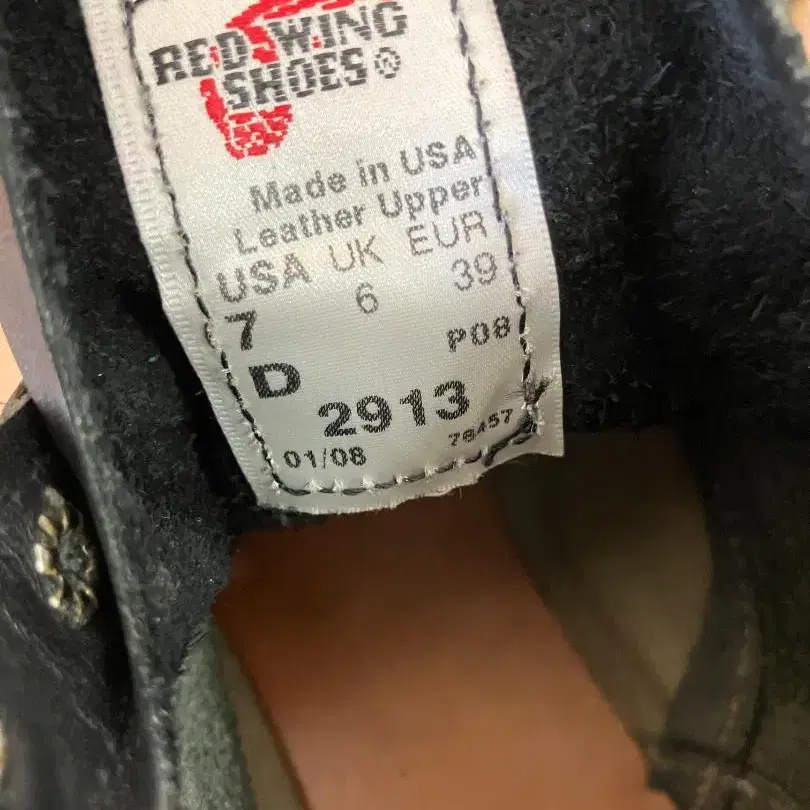 RED WING
SHOES®
Made in USA
Leather Upper
USA UK EUR
7 6 39
D P08
2913
01/08 78457